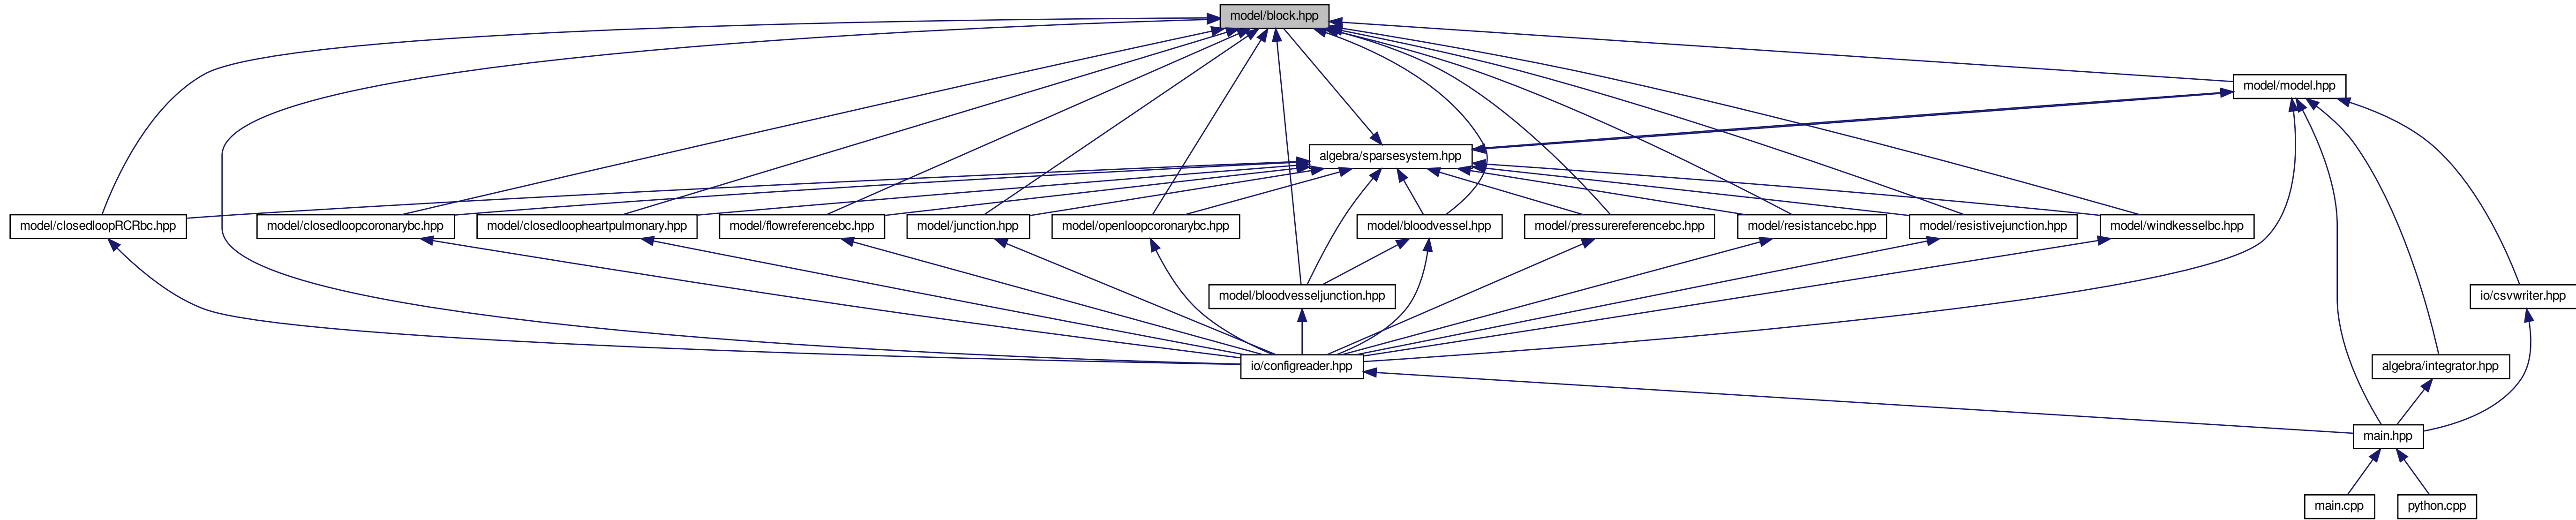 model/block.hpp
model/model.hpp
algebra/sparsesystem.hpp
model/closedloopRCRbc.hpp
model/closedloopcoronarybc.hpp
model/closedloopheartpulmonary.hpp
model/flowreferencebc.hpp
model/junction.hpp
model/openloopcoronarybc.hpp
model/bloodvessel.hpp
model/pressurereferencebc.hpp
model/resistancebc.hpp
model/resistivejunction.hpp
model/windkesselbc.hpp
model/bloodvesseljunction.hpp
io/csvwriter.hpp
io/configreader.hpp
algebra/integrator.hpp
main.hpp
main.cpp
python.cpp